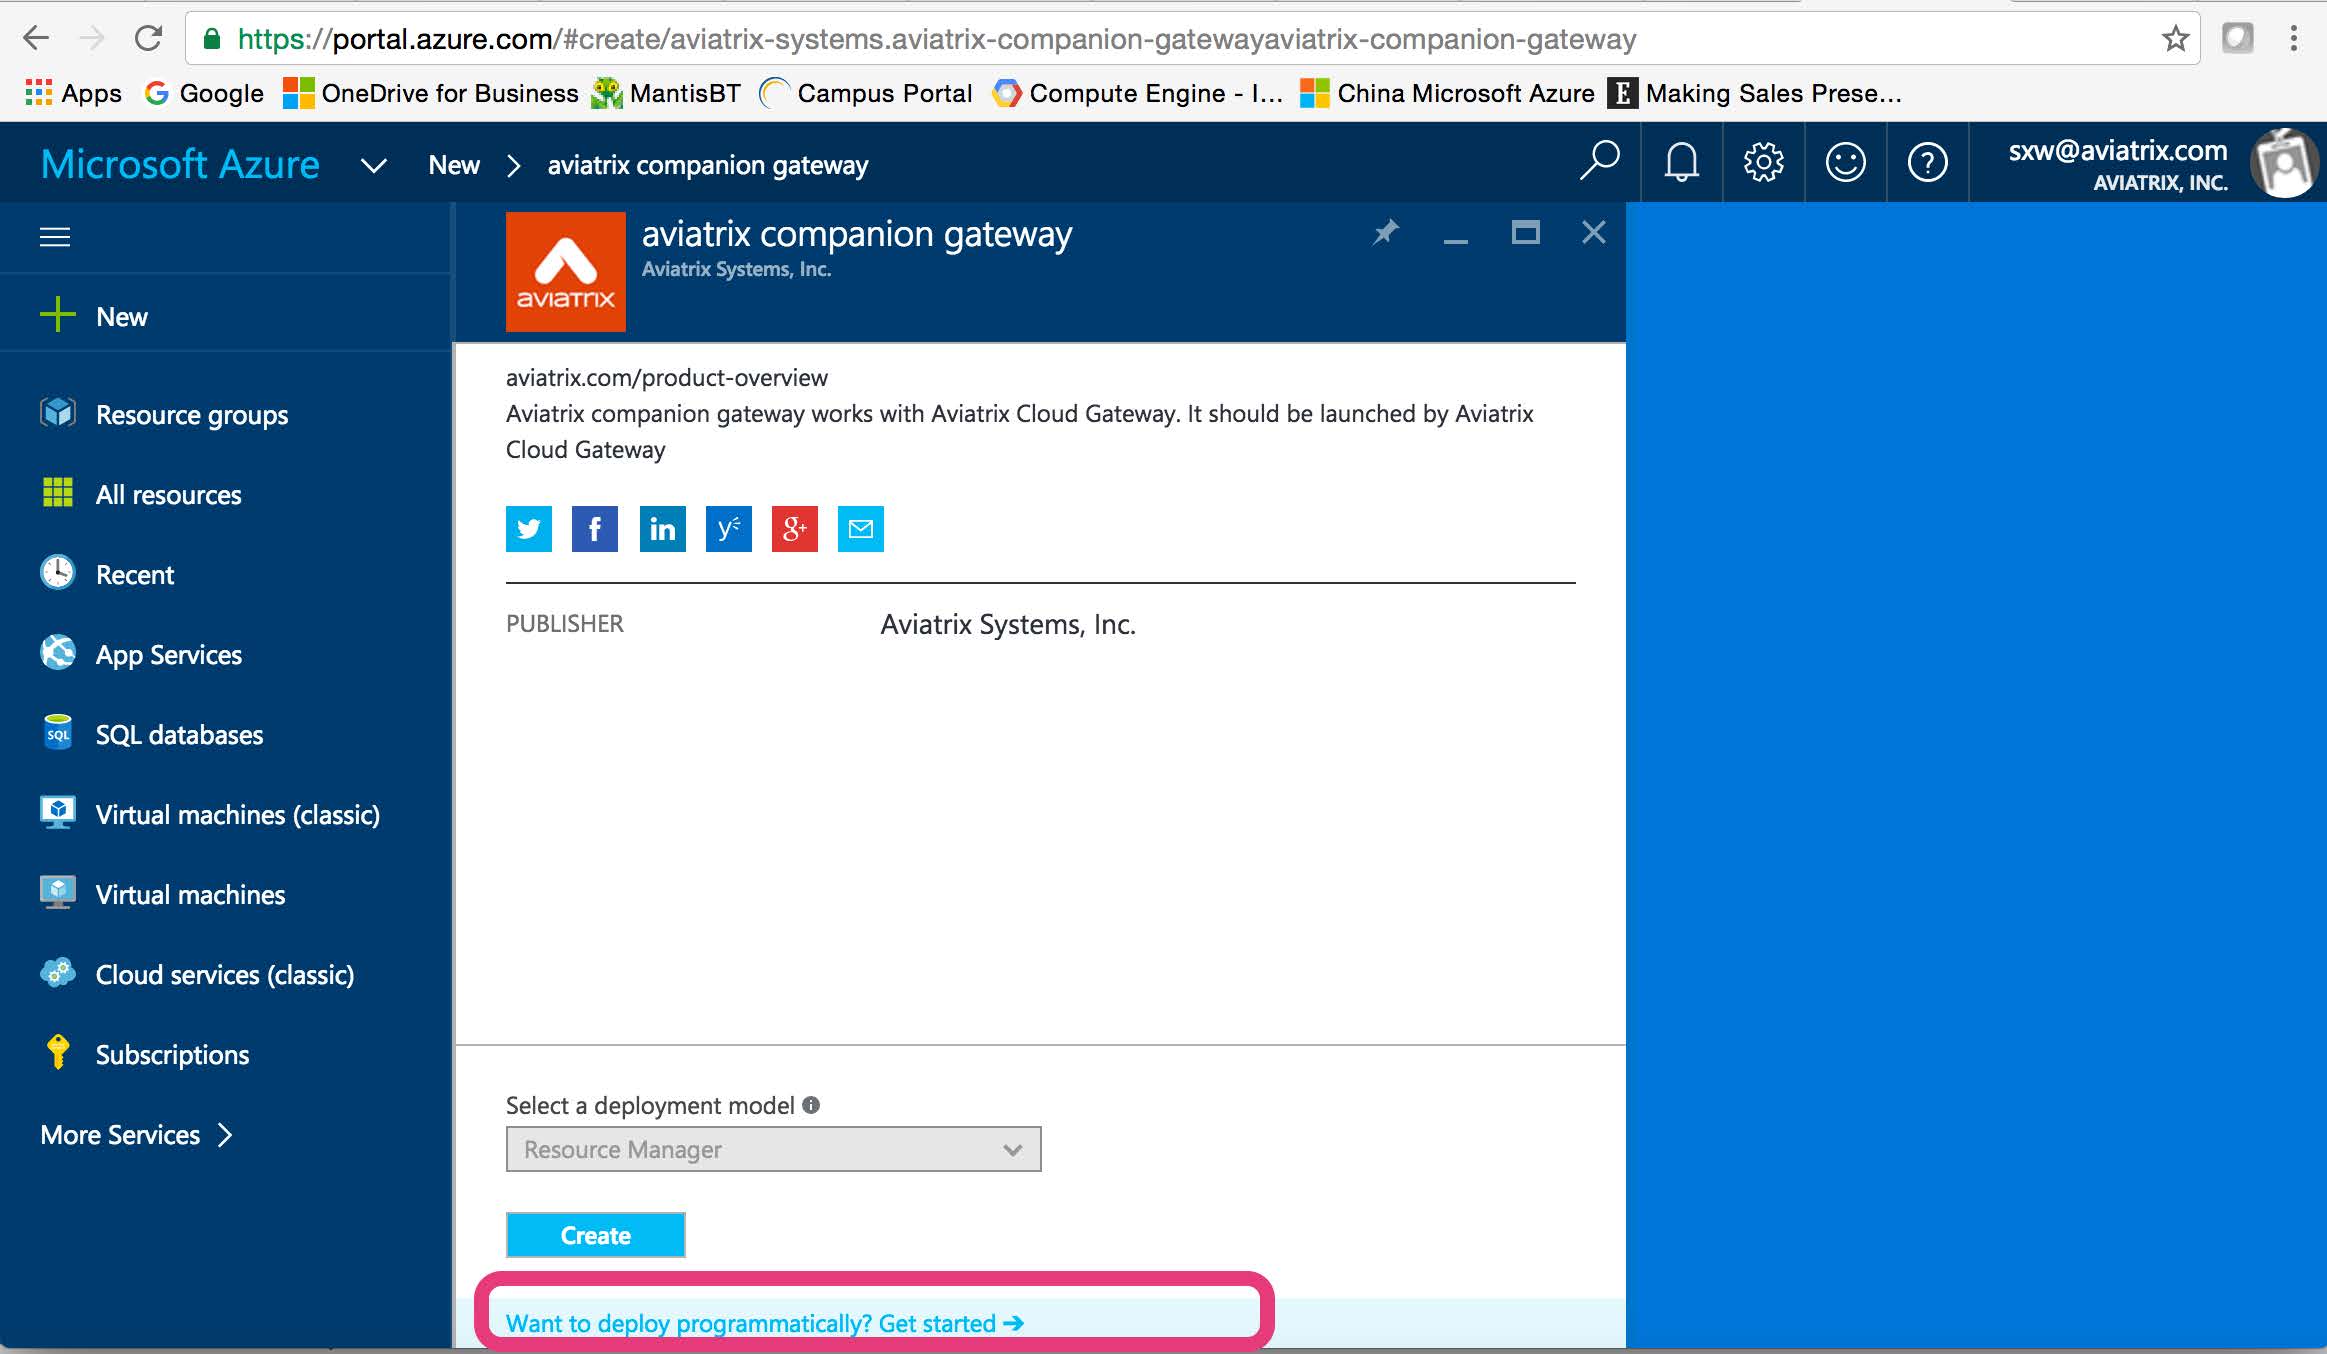 https://portal.azure.com/#create/aviatrix-systems.aviatrix-companion-gatewayaviatrix-companion-gateway
Apps Google OneDrive for Business MantisBT Campus Portal Compute Engine - I... China Microsoft Azure E Making Sales Prese...
Microsoft Azure New aviatrix companion gateway
sxw@aviatrix.com
AVIATRIX, INC.
aviatrix
aviatrix companion gateway
Aviatrix Systems, Inc.
New
Resource groups
All resources
Recent
App Services
SQL
SQL databases
Virtual machines (classic)
Virtual machines
Cloud services (classic)
Subscriptions
More Services
aviatrix.com/product-overview
Aviatrix companion gateway works with Aviatrix Cloud Gateway. It should be launched by Aviatrix
Cloud Gateway
f in y g+
PUBLISHER Aviatrix Systems, Inc.
Select a deployment model
Resource Manager
Create
Want to deploy programmatically? Get started →